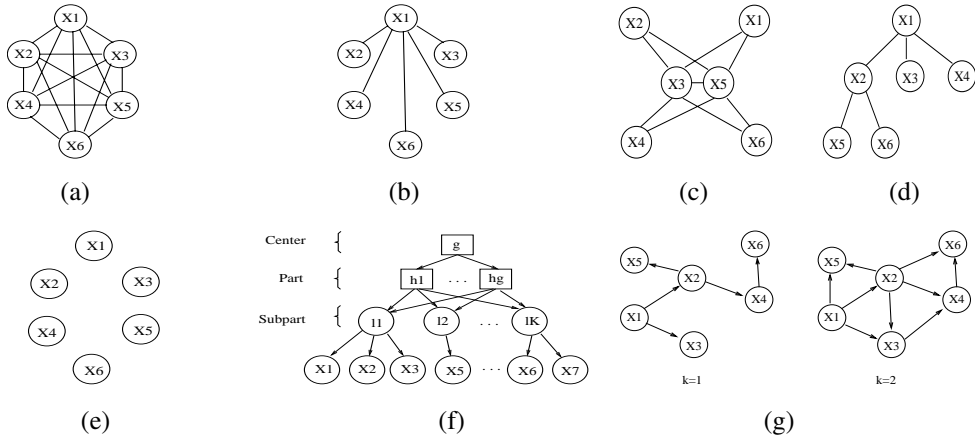 X1
X2
X3
X4
X5
X6
(a)
X1
X2
X3
X4
X5
X6
(b)
X2
X1
X3
X5
X4
X6
(c)
X1
X2
X3
X4
X5
X6
(d)
X1
X2
X3
X4
X5
X6
(e)
Center
g
Part
h1 . . . hg
Subpart
l1 l2 . . . lK
X1 X2 X3 X5 . . . X6 X7
(f)
X6
X5
X2
X4
X1
X3
k=1
X6
X5
X2
X4
X1
X3
k=2
(g)